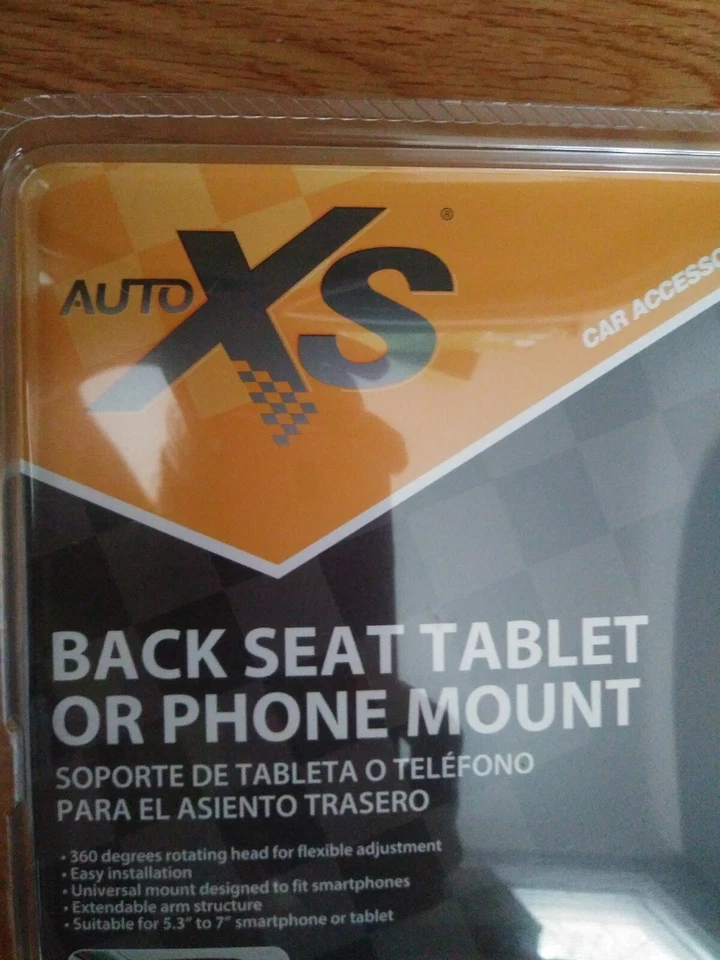 AUTO XS ®
CAR ACCESSO
BACK SEAT TABLET
OR PHONE MOUNT
SOPORTE DE TABLETA O TELÉFONO
PARA EL ASIENTO TRASERO
• 360 degrees rotating head for flexible adjustment
• Easy installation
• Universal mount designed to fit smartphones
• Extendable arm structure
• Suitable for 5.3" to 7" smartphone or tablet